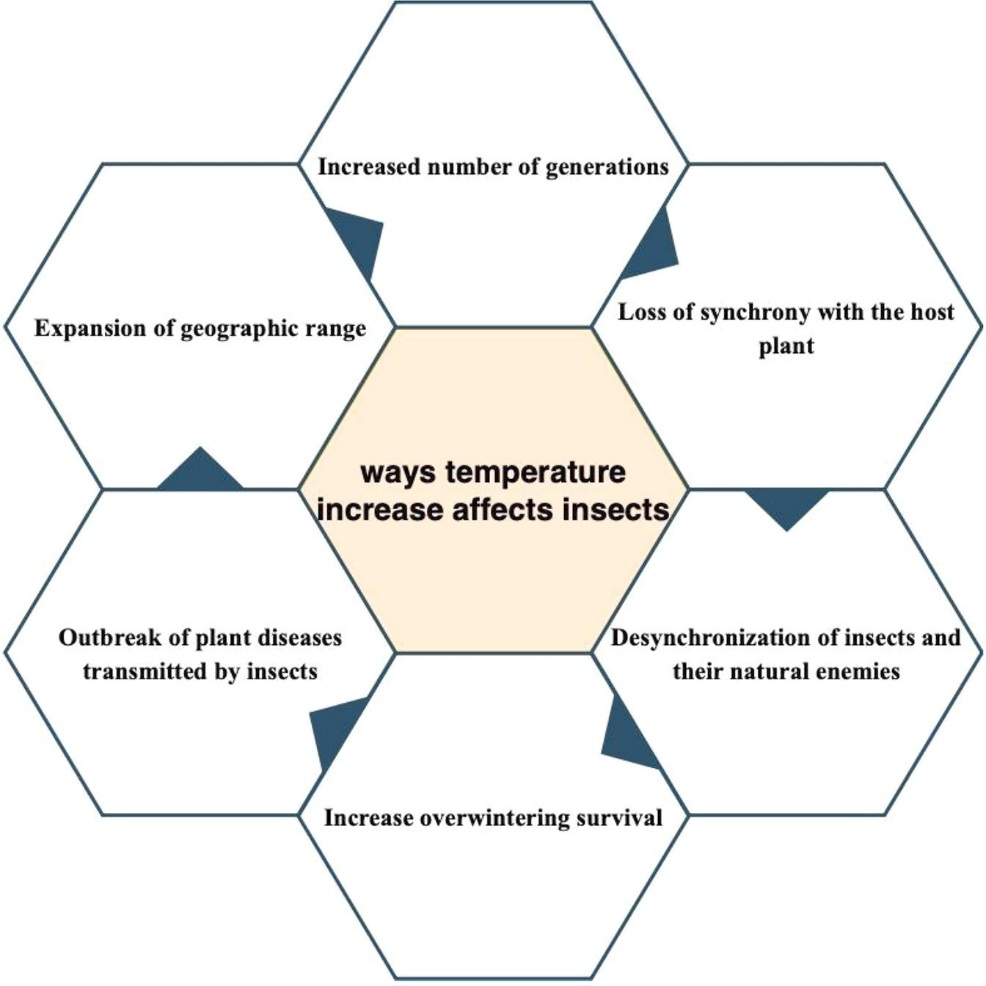 Increased number of generations
Loss of synchrony with the host
plant
Expansion of geographic range
ways temperature
increase affects insects
Outbreak of plant diseases
transmitted by insects
Desynchronization of insects and
their natural enemies
Increase overwintering survival